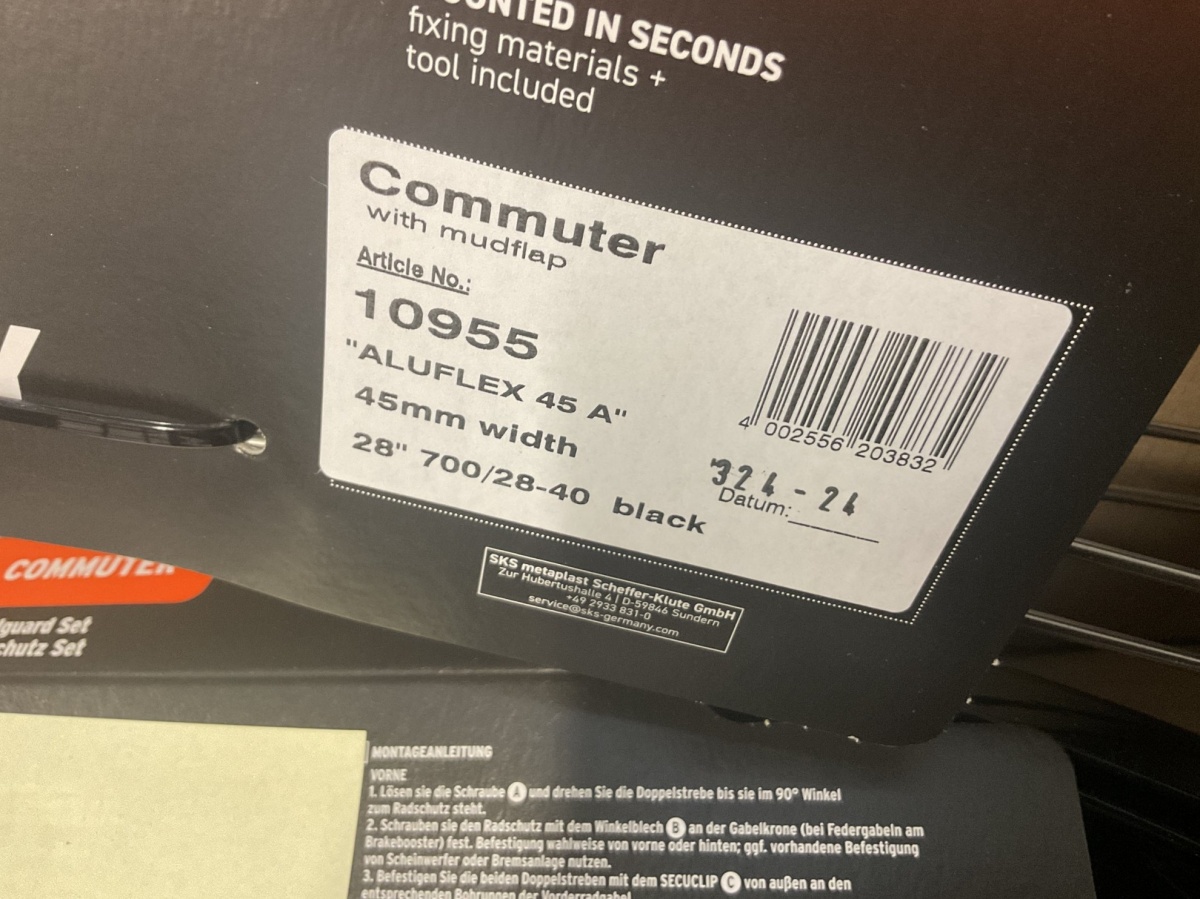 MOUNTED IN SECONDS
fixing materials +
tool included
Commuter
with mudflap
Article No.:
10955
"ALUFLEX 45 A"
45mm width
28" 700/28-40 black
4 002556 203832
324-24
Datum:
SKS metaplast Scheffer-Klute GmbH
Zur Hubertushalle 4 | D-59846 Sundern
+49 2933 831-0
service@sks-germany.com
COMMUTER
guard Set
chutz Set
MONTAGEANLEITUNG
VORNE
1. Lösen sie die Schraube A und drehen Sie die Doppelstrebe bis sie im 90° Winkel
zum Radschutz steht.
2. Schrauben sie den Radschutz mit dem Winkelblech B an der Gabelkrone (bei Federgabeln am
Brakebooster) fest. Befestigung wahlweise von vorne oder hinten; ggf. vorhandene Befestigung
von Scheinwerfer oder Bremsanlage nutzen.
3. Befestigen Sie die beiden Doppelstreben mit dem SECUCLIP C von außen an den
entsprechenden Bohrungen der Vorderradgabel